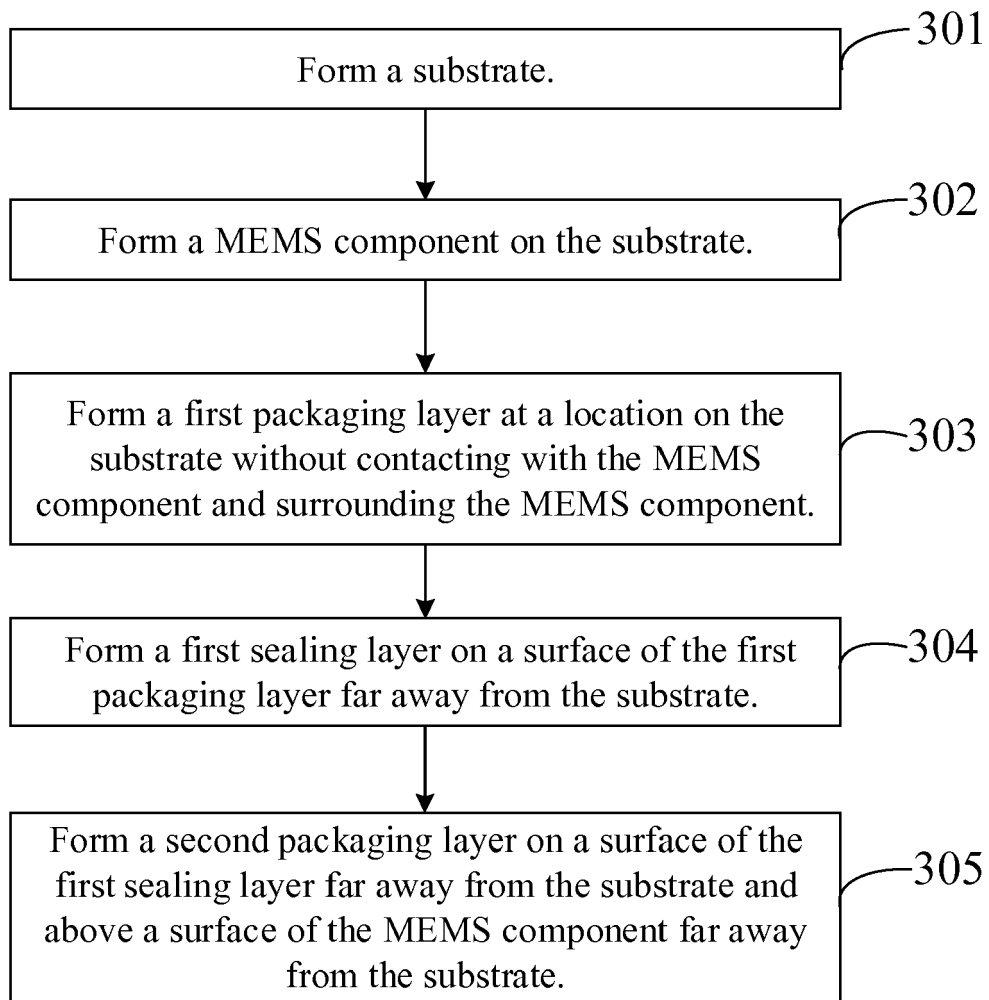 301
Form a substrate.
302
Form a MEMS component on the substrate.
303
Form a first packaging layer at a location on the
substrate without contacting with the MEMS
component and surrounding the MEMS component.
304
Form a first sealing layer on a surface of the first
packaging layer far away from the substrate.
305
Form a second packaging layer on a surface of the
first sealing layer far away from the substrate and
above a surface of the MEMS component far away
from the substrate.